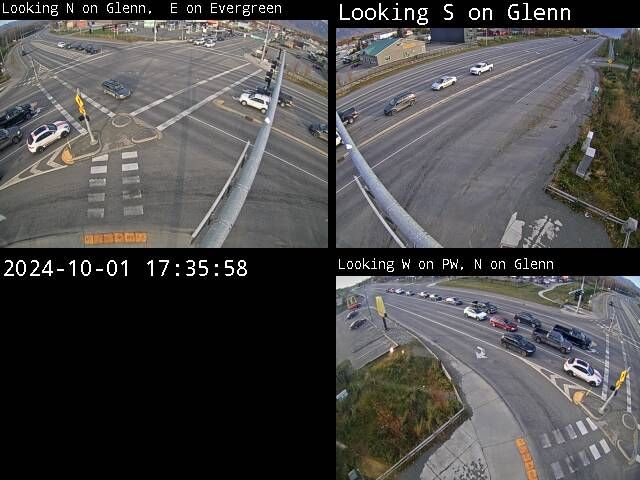 Looking N on Glenn, E on Evergreen
Looking S on Glenn
2024-10-01 17:35:58
Looking W on PW, N on Glenn